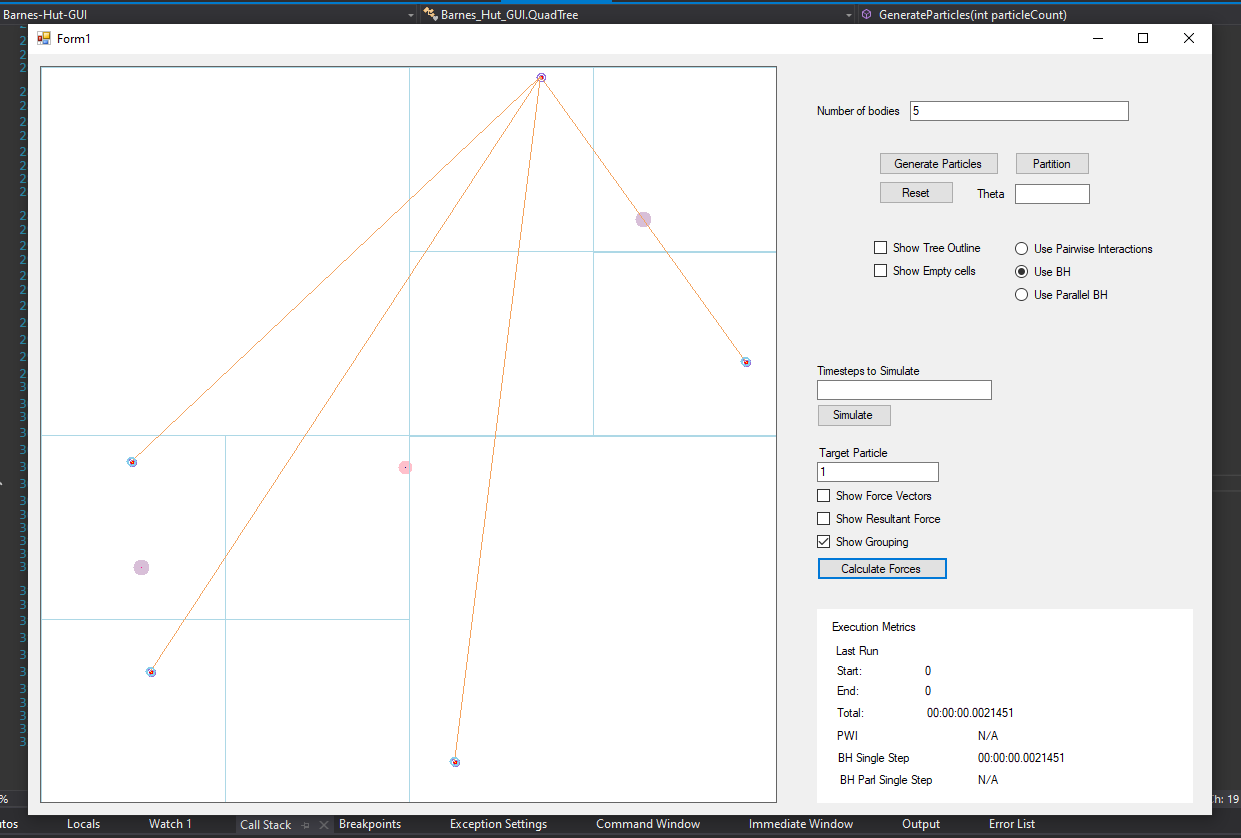 Barnes-Hut-GUI Barnes_Hut_GUI.QuadTree GenerateParticles(int particleCount)
Form1
Number of bodies 5
Generate Particles Partition
Reset Theta
Show Tree Outline Use Pairwise Interactions
Show Empty cells Use BH
Use Parallel BH
Timesteps to Simulate
Simulate
Target Particle
1
Show Force Vectors
Show Resultant Force
Show Grouping
Calculate Forces
Execution Metrics
Last Run
Start: 0
End: 0
Total: 00:00:00.0021451
PWI N/A
BH Single Step 00:00:00.0021451
BH Parl Single Step N/A
% Ch: 19
utos Locals Watch 1 Call Stack Breakpoints Exception Settings Command Window Immediate Window Output Error List